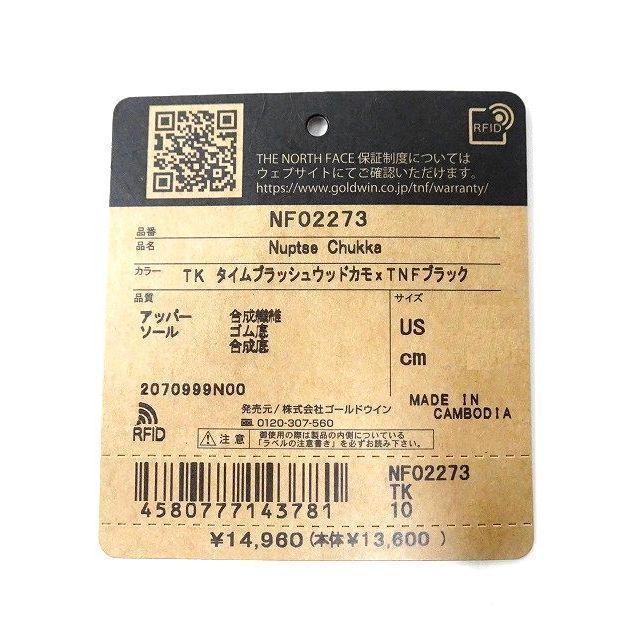 RFID
THE NORTH FACE 保証制度については
ウェブサイトにてご確認いただけます。
https://www.goldwin.co.jp/tnf/warranty/
品番 NF02273
品名 Nuptse Chukka
カラー TK タイムブラッシュウッドカモxTNFブラック
品質
サイズ
アッパー 合成繊維
ソール ゴム底
合成底
US
cm
2070999N00
RFID
発売元/株式会社ゴールドウイン
0120-307-560
注意 御使用の際は製品の内側についている
「ラベルの注意書き」を必ずお読み下さい。
MADE IN
CAMBODIA
4580777143781
NF02273
TK
10
¥14,960(本体¥13,600)